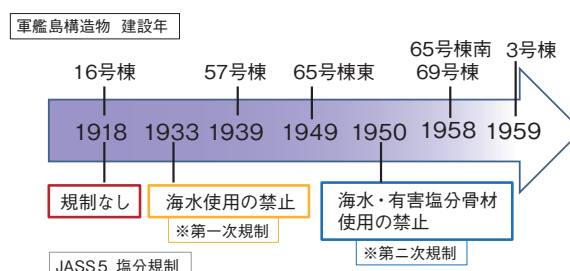 軍艦島構造物 建設年
65号棟南 3号棟
16号棟 57号棟 65号棟東 69号棟
1918 1933 1939 1949 1950 1958 1959
規制なし
海水使用の禁止
※第一次規制
海水・有害塩分骨材
使用の禁止
※第二次規制
JASS5 塩分規制